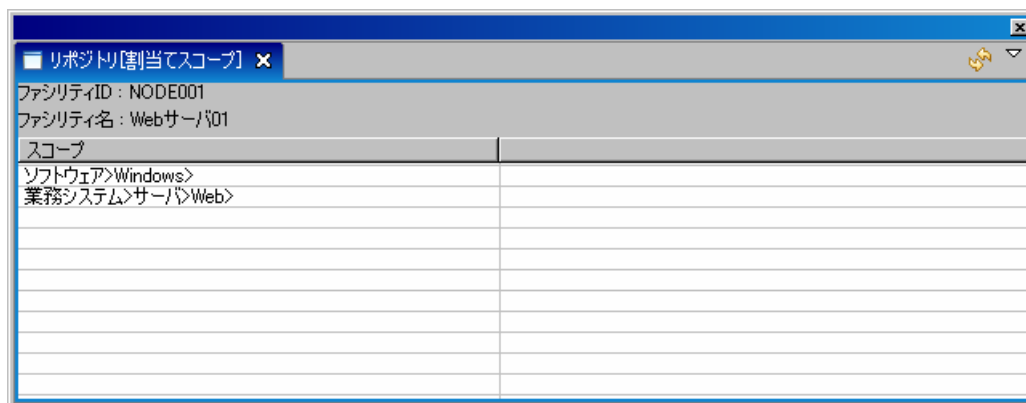 リポジトリ[割当てスコープ]
ファシリティID : NODE001
ファシリティ名 : Webサーバ01
スコープ
ソフトウェア>Windows>
業務システム>サーバ>Web>